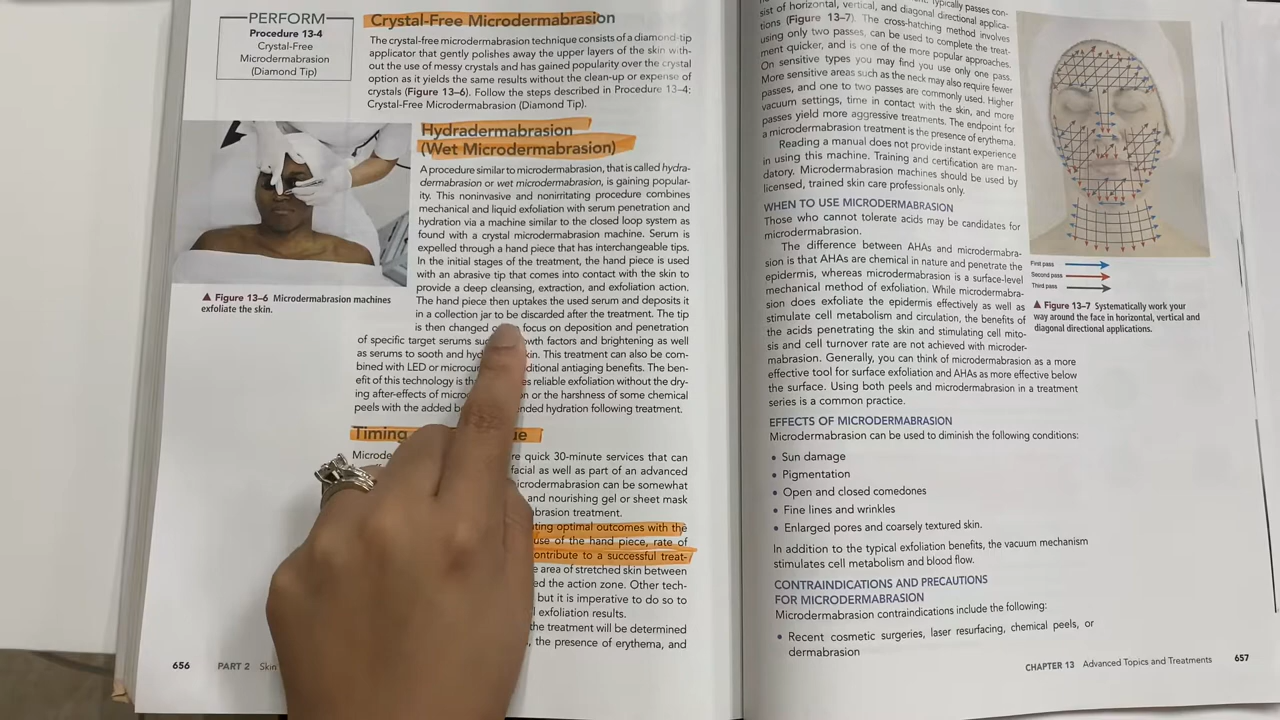 PERFORM
Procedure 13-4
Crystal-Free
Microdermabrasion
(Diamond Tip)
Crystal-Free Microdermabrasion
The crystal-free microdermabrasion technique consists of a diamond-tip
applicator that gently polishes away the upper layers of the skin with-
out the use of messy crystals and has gained popularity over the crystal
option as it yields the same results without the clean-up or expense of
crystals (Figure 13–6). Follow the steps described in Procedure 13–4:
Crystal-Free Microdermabrasion (Diamond Tip).
▲ Figure 13–6 Microdermabrasion machines
exfoliate the skin.
Hydradermabrasion
(Wet Microdermabrasion)
A procedure similar to microdermabrasion, that is called hydra-
dermabrasion or wet microdermabrasion, is gaining popular-
ity. This noninvasive and nonirritating procedure combines
mechanical and liquid exfoliation with serum penetration and
hydration via a machine similar to the closed loop system as
found with a crystal microdermabrasion machine. Serum is
expelled through a hand piece that has interchangeable tips.
In the initial stages of the treatment, the hand piece is used
with an abrasive tip that comes into contact with the skin to
provide a deep cleansing, extraction, and exfoliation action.
The hand piece then uptakes the used serum and deposits it
in a collection jar to be discarded after the treatment. The tip
is then changed focus on deposition and penetration
of specific target serums factors and brightening as well
as serums to sooth and This treatment can also be com-
bined with LED or antiaging benefits. The ben-
efit of this technology is reliable exfoliation without the dry-
ing after-effects of or the harshness of some chemical
peels with the added hydration following treatment.
Timing
quick 30-minute services that can
facial as well as part of an advanced
can be somewhat
and nourishing gel or sheet mask
treatment.
optimal outcomes with the
use of the hand piece, rate of
contribute to a successful treat-
area of stretched skin between
the action zone. Other tech-
but it is imperative to do so to
exfoliation results.
the treatment will be determined
, the presence of erythema, and
656 PART 2 Skin
Typically passes con-
sist of horizontal, vertical, and diagonal directional applica-
tions (Figure 13–7). The cross-hatching method involves
using only two passes, can be used to complete the treat-
ment quicker, and is one of the more popular approaches.
On sensitive types you may find you use only one pass.
More sensitive areas such as the neck may also require fewer
passes, and one to two passes are commonly used. Higher
vacuum settings, time in contact with the skin, and more
passes yield more aggressive treatments. The endpoint for
a microdermabrasion treatment is the presence of erythema.
Reading a manual does not provide instant experience
in using this machine. Training and certification are man-
datory. Microdermabrasion machines should be used by
licensed, trained skin care professionals only.
WHEN TO USE MICRODERMABRASION
Those who cannot tolerate acids may be candidates for
microdermabrasion.
The difference between AHAs and microdermabra-
sion is that AHAs are chemical in nature and penetrate the
epidermis, whereas microdermabrasion is a surface-level
mechanical method of exfoliation. While microdermabra-
sion does exfoliate the epidermis effectively as well as
stimulate cell metabolism and circulation, the benefits of
the acids penetrating the skin and stimulating cell mito-
sis and cell turnover rate are not achieved with microder-
mabrasion. Generally, you can think of microdermabrasion as a more
effective tool for surface exfoliation and AHAs as more effective below
the surface. Using both peels and microdermabrasion in a treatment
series is a common practice.
First pass
Second pass
Third pass
▲ Figure 13–7 Systematically work your
way around the face in horizontal, vertical and
diagonal directional applications.
EFFECTS OF MICRODERMABRASION
Microdermabrasion can be used to diminish the following conditions:
• Sun damage
• Pigmentation
• Open and closed comedones
• Fine lines and wrinkles
• Enlarged pores and coarsely textured skin.
In addition to the typical exfoliation benefits, the vacuum mechanism
stimulates cell metabolism and blood flow.
CONTRAINDICATIONS AND PRECAUTIONS
FOR MICRODERMABRASION
Microdermabrasion contraindications include the following:
• Recent cosmetic surgeries, laser resurfacing, chemical peels, or
dermabrasion
CHAPTER 13 Advanced Topics and Treatments 657